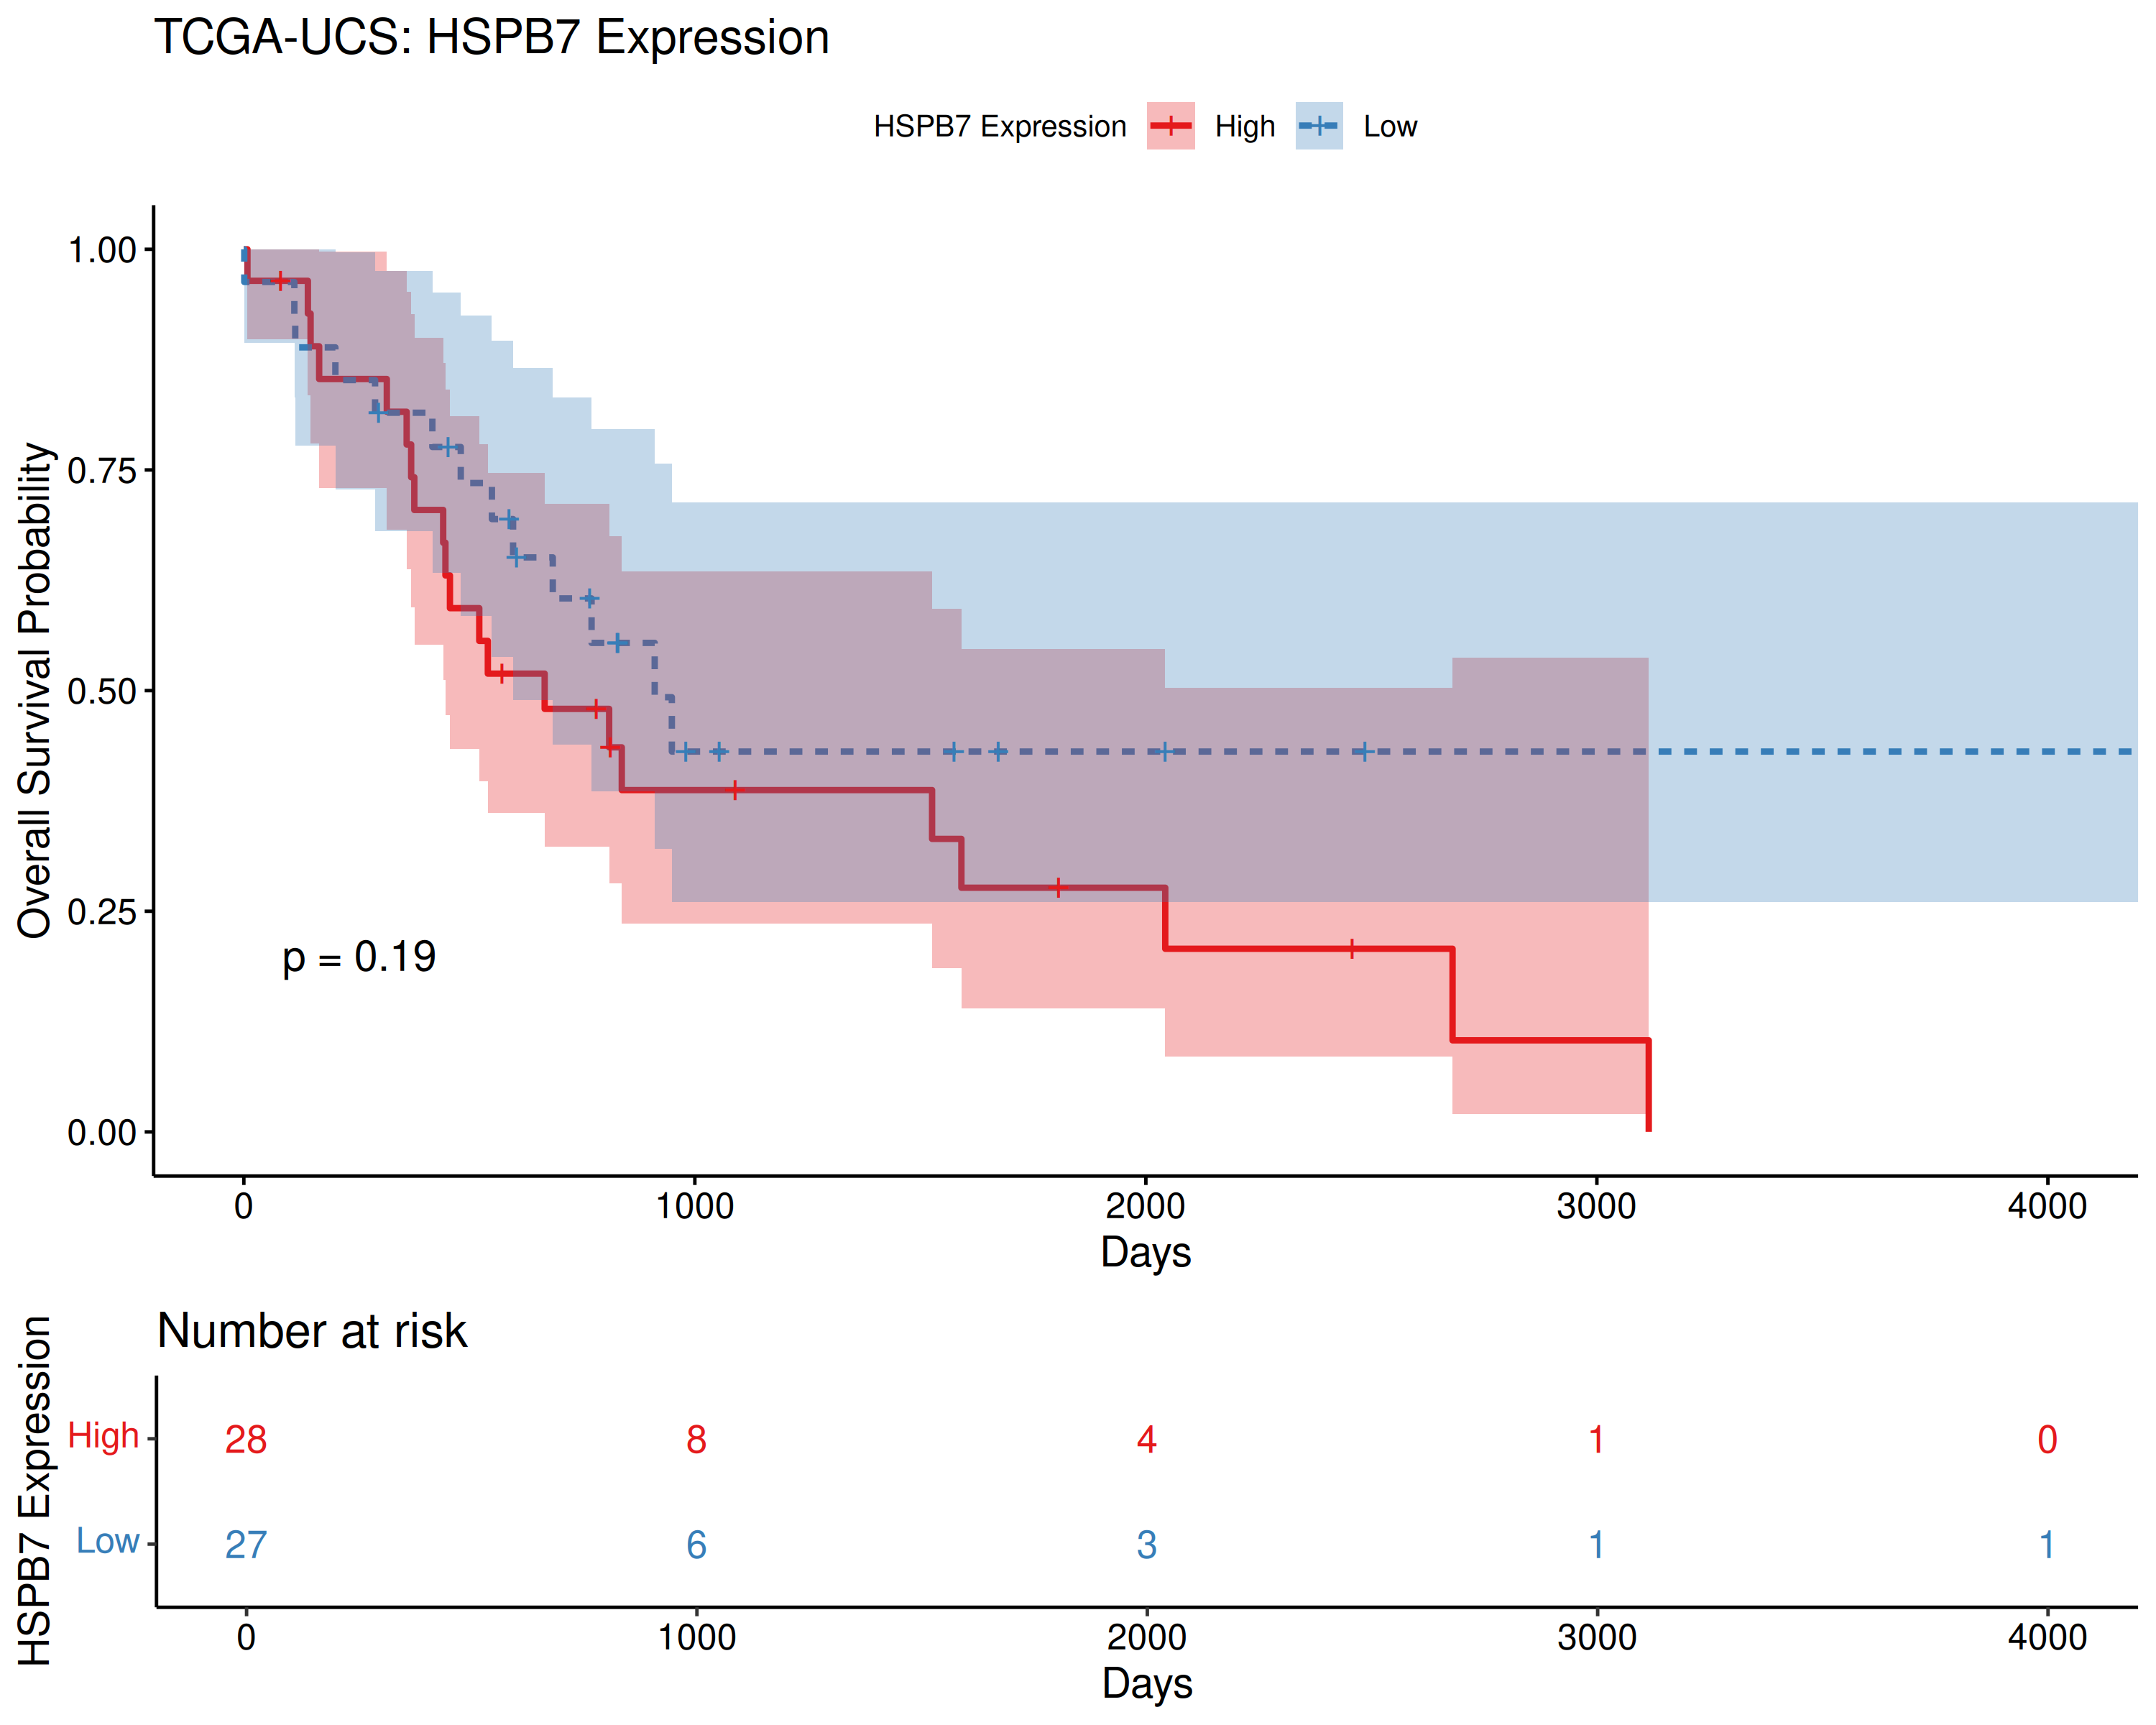 TCGA-UCS: HSPB7 Expression
HSPB7 Expression High Low
Overall Survival Probability
1.00
0.75
0.50
0.25
0.00
p = 0.19
0 1000 2000 3000 4000
Days
Number at risk
HSPB7 Expression
High 28 8 4 1 0
Low 27 6 3 1 1
0 1000 2000 3000 4000
Days